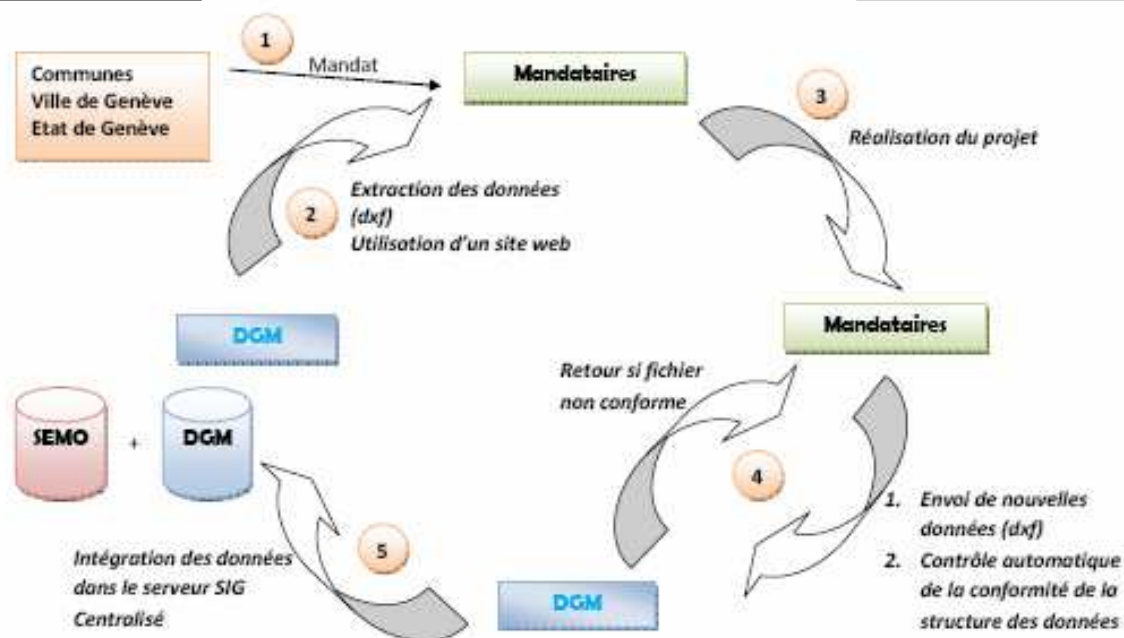 1
Communes
Ville de Genève
Etat de Genève
Mandat
Mandataires
3
Réalisation du projet
2
Extraction des données
(dxf)
Utilisation d'un site web
DGM
Mandataires
Retour si fichier
non conforme
SEMO
+
DGM
4
1. Envoi de nouvelles
données (dxf)
2. Contrôle automatique
de la conformité de la
structure des données
5
Intégration des données
dans le serveur SIG
Centralisé
DGM